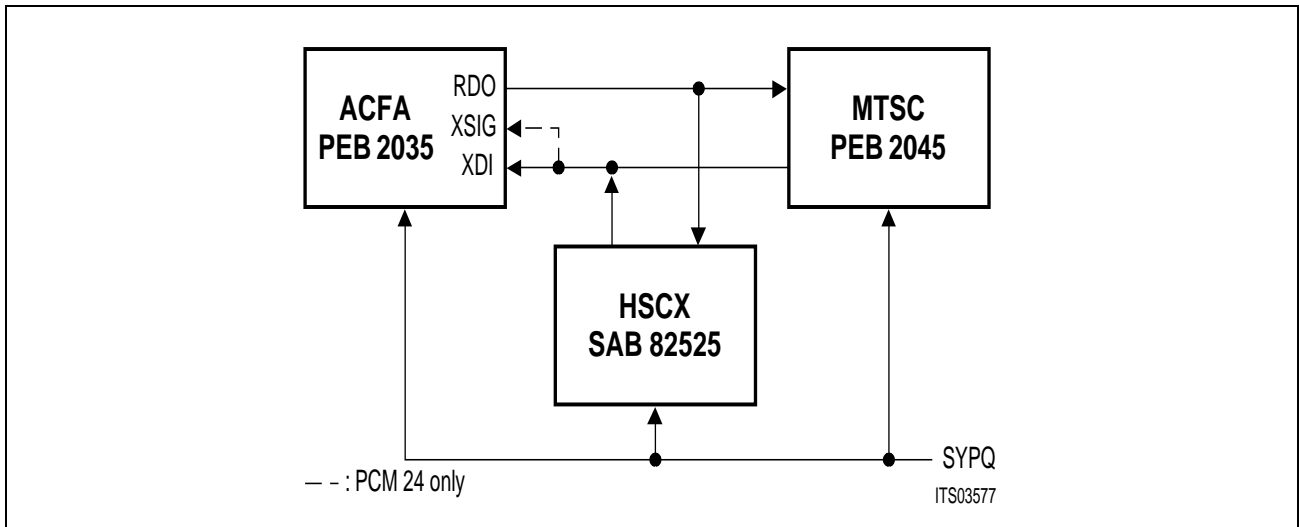 ACFA
PEB 2035
RDO
XSIG
XDI
MTSC
PEB 2045
HSCX
SAB 82525
SYPQ
— – : PCM 24 only
ITS03577